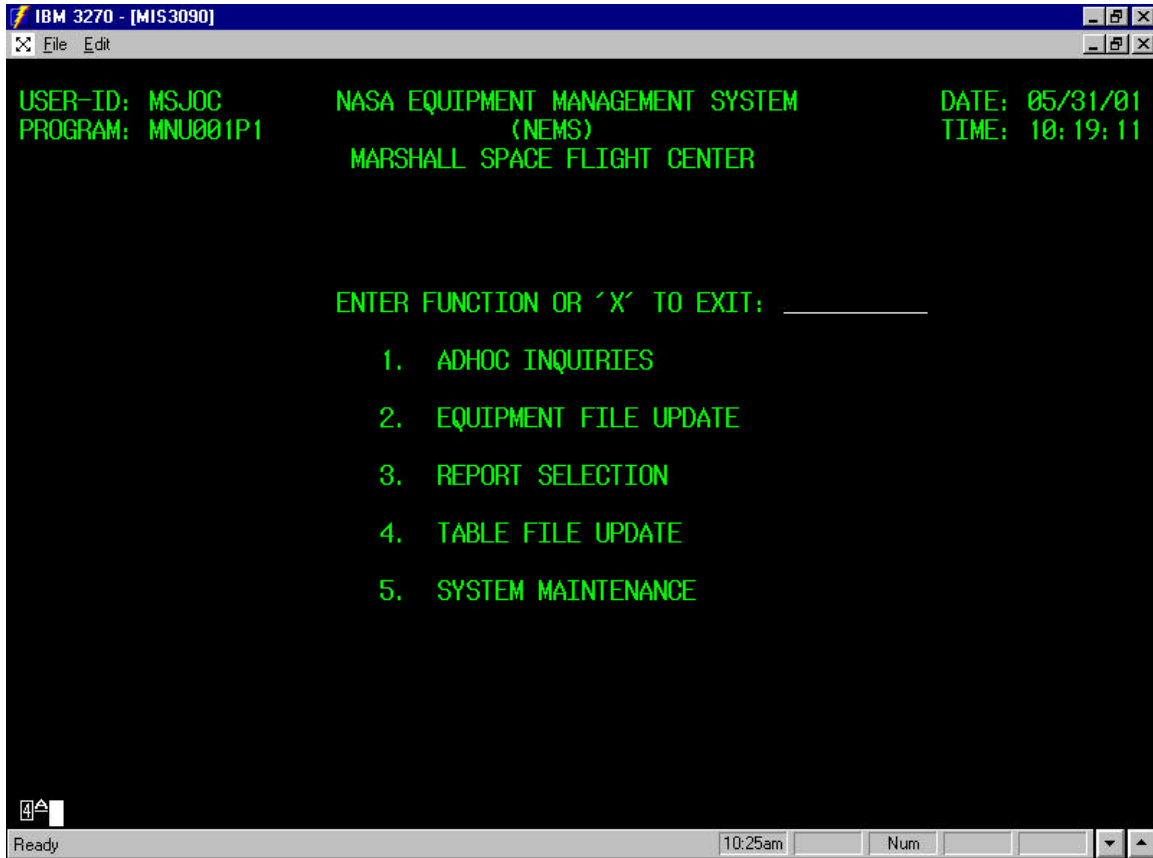 IBM 3270 - [MIS3090]
File Edit
USER-ID: MSJOC NASA EQUIPMENT MANAGEMENT SYSTEM DATE: 05/31/01
PROGRAM: MNU001P1 (NEMS) TIME: 10:19:11
MARSHALL SPACE FLIGHT CENTER
ENTER FUNCTION OR ´X´ TO EXIT: __________
1. ADHOC INQUIRIES
2. EQUIPMENT FILE UPDATE
3. REPORT SELECTION
4. TABLE FILE UPDATE
5. SYSTEM MAINTENANCE
4
Ready 10:25am Num